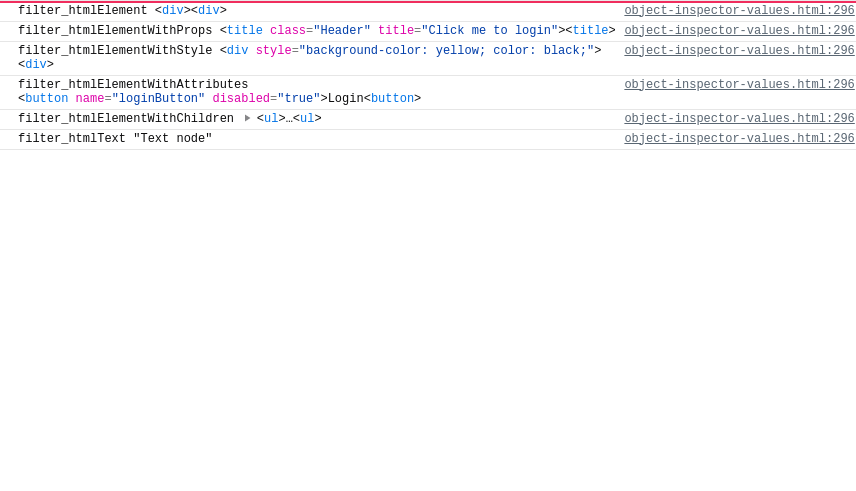 filter_htmlElement <div><div> object-inspector-values.html:296
filter_htmlElementWithProps <title class="Header" title="Click me to login"><title> object-inspector-values.html:296
filter_htmlElementWithStyle <div style="background-color: yellow; color: black;"> object-inspector-values.html:296
<div>
filter_htmlElementWithAttributes object-inspector-values.html:296
<button name="loginButton" disabled="true">Login<button>
filter_htmlElementWithChildren <ul>…<ul> object-inspector-values.html:296
filter_htmlText "Text node" object-inspector-values.html:296